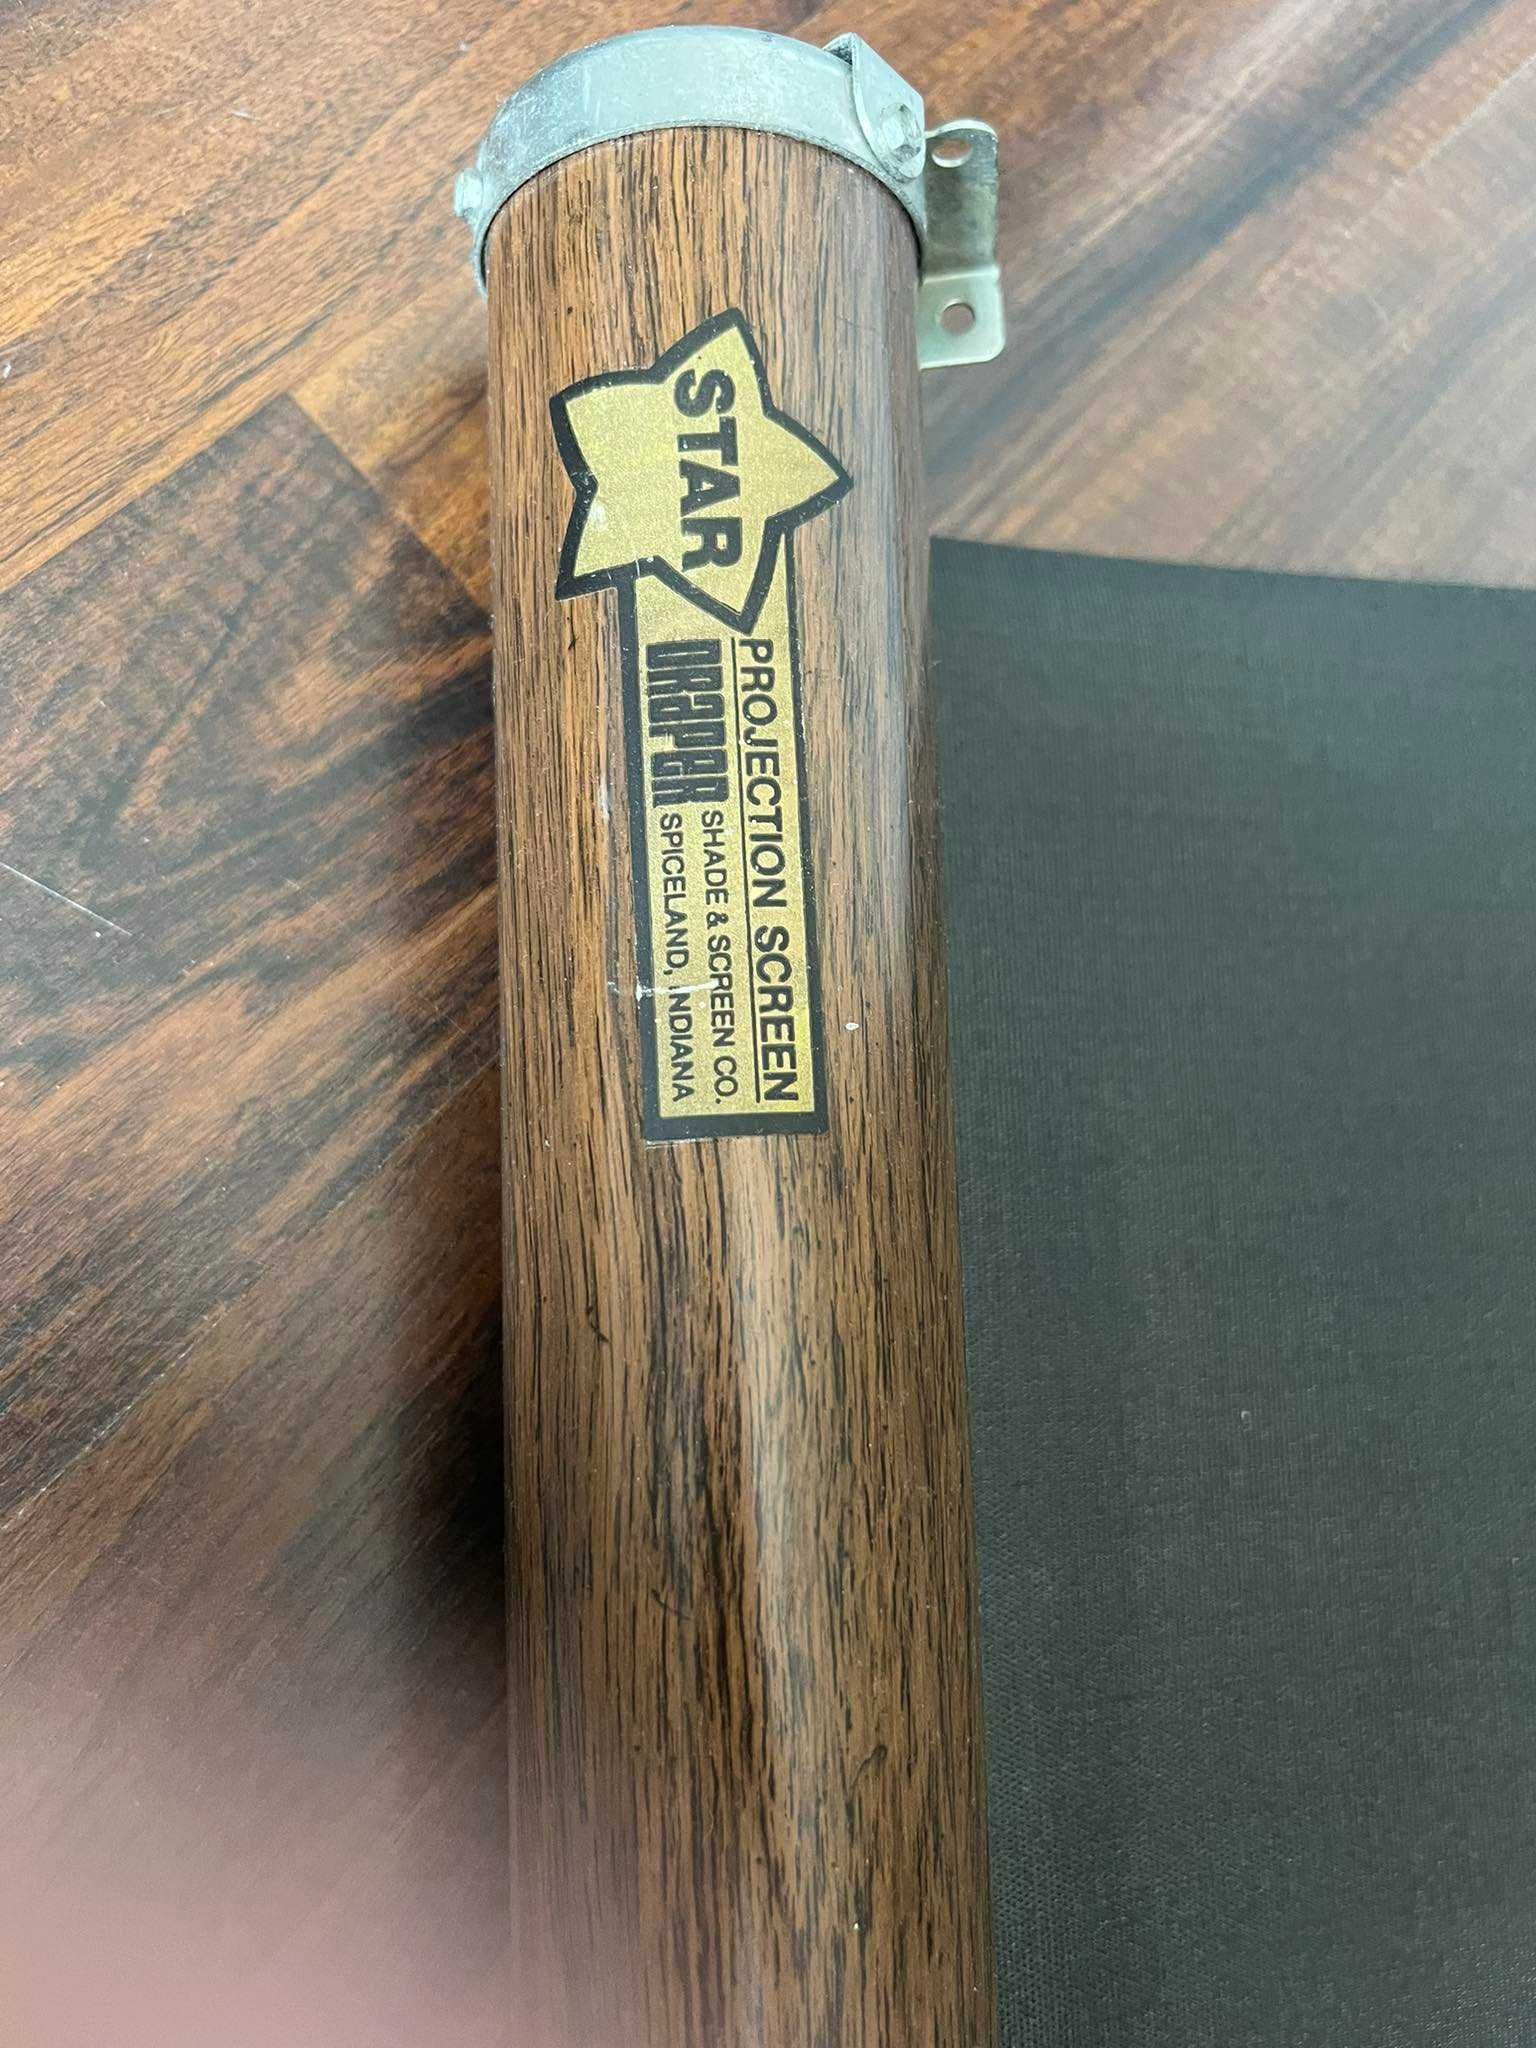 STAR
PROJECTION SCREEN
DRAPER SHADE & SCREEN CO.
SPICELAND, INDIANA